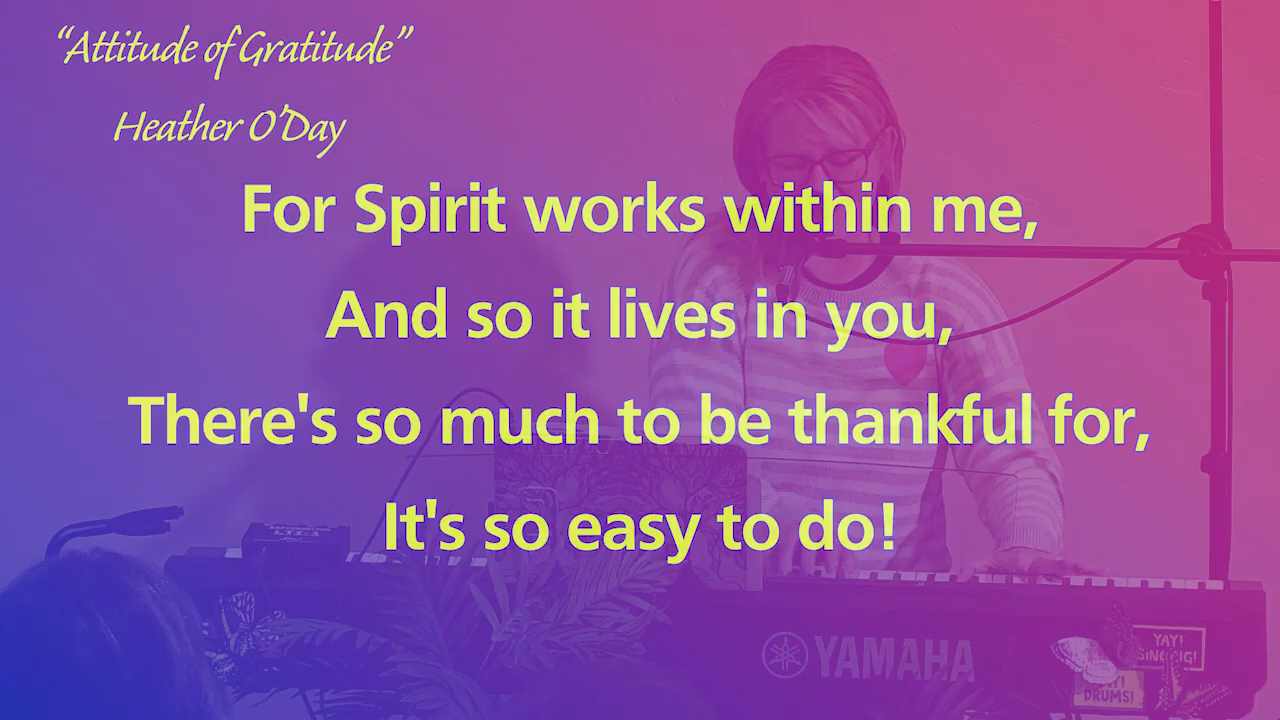 “Attitude of Gratitude”
Heather O'Day
For Spirit works within me,
And so it lives in you,
There's so much to be thankful for,
It's so easy to do!
YAMAHA
YAY!
SINGING!
DRUMS!